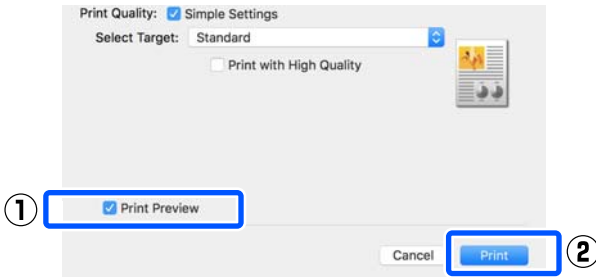 Print Quality: Simple Settings
Select Target: Standard
Print with High Quality
① Print Preview
Cancel Print ②